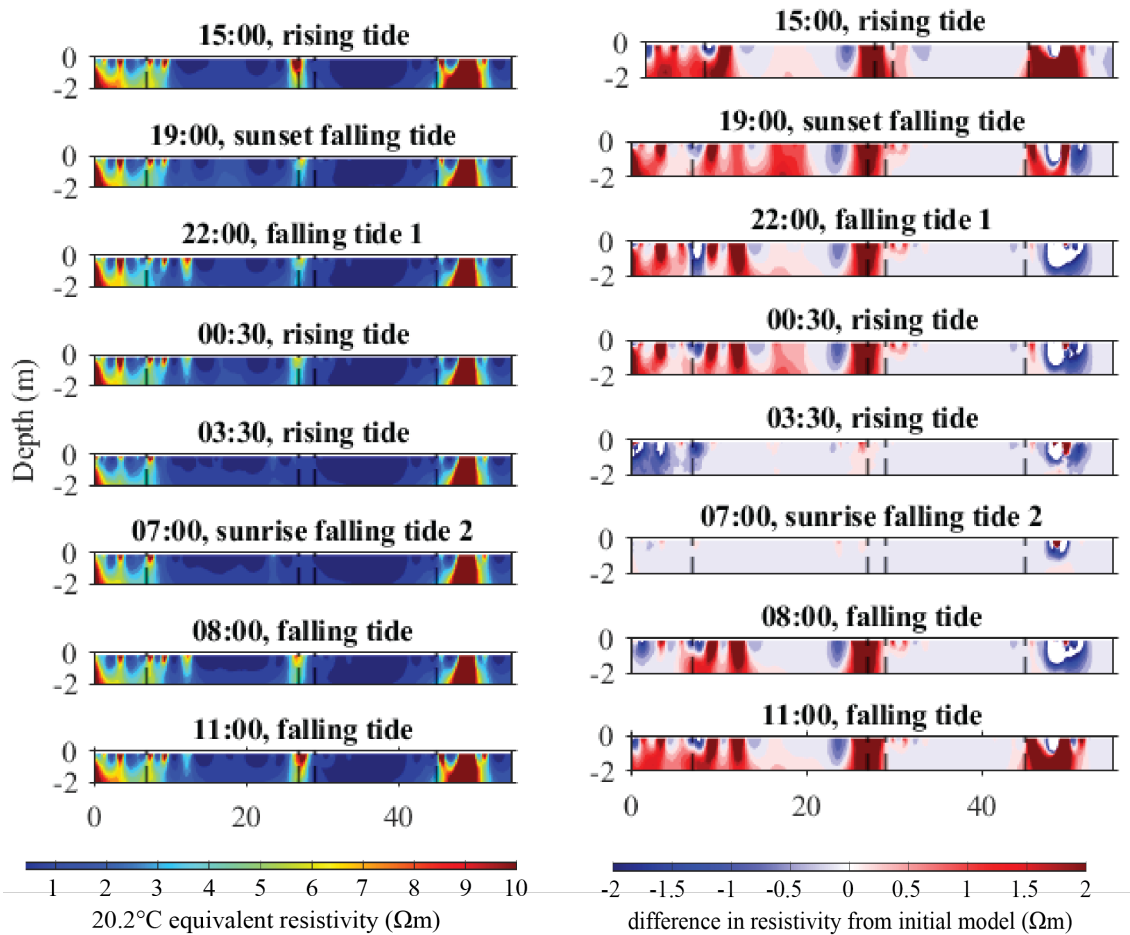 15:00, rising tide
0
-2
19:00, sunset falling tide
0
-2
22:00, falling tide 1
0
-2
00:30, rising tide
0
-2
Depth (m)
03:30, rising tide
0
-2
07:00, sunrise falling tide 2
0
-2
08:00, falling tide
0
-2
11:00, falling tide
0
-2
0 20 40
1 2 3 4 5 6 7 8 9 10
20.2°C equivalent resistivity (Ωm)
15:00, rising tide
0
-2
19:00, sunset falling tide
0
-2
22:00, falling tide 1
0
-2
00:30, rising tide
0
-2
03:30, rising tide
0
-2
07:00, sunrise falling tide 2
0
-2
08:00, falling tide
0
-2
11:00, falling tide
0
-2
0 20 40
-2 -1.5 -1 -0.5 0 0.5 1 1.5 2
difference in resistivity from initial model (Ωm)